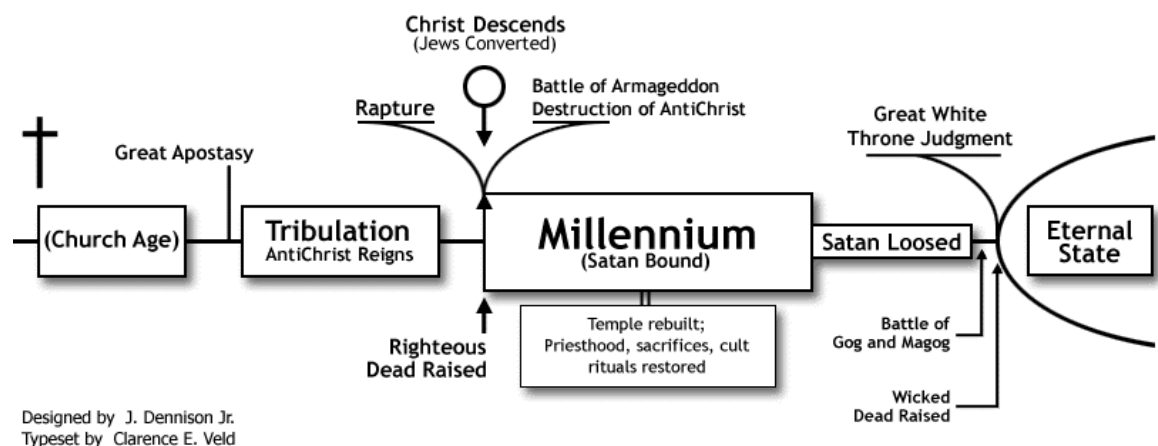 Christ Descends
(Jews Converted)
Rapture
Battle of Armageddon
Destruction of AntiChrist
Great White
Throne Judgment
Great Apostasy
(Church Age)
Tribulation
AntiChrist Reigns
Millennium
(Satan Bound)
Satan Loosed
Eternal
State
Righteous
Dead Raised
Temple rebuilt;
Priesthood, sacrifices, cult
rituals restored
Battle of
Gog and Magog
Wicked
Dead Raised
Designed by J. Dennison Jr.
Typeset by Clarence E. Veld